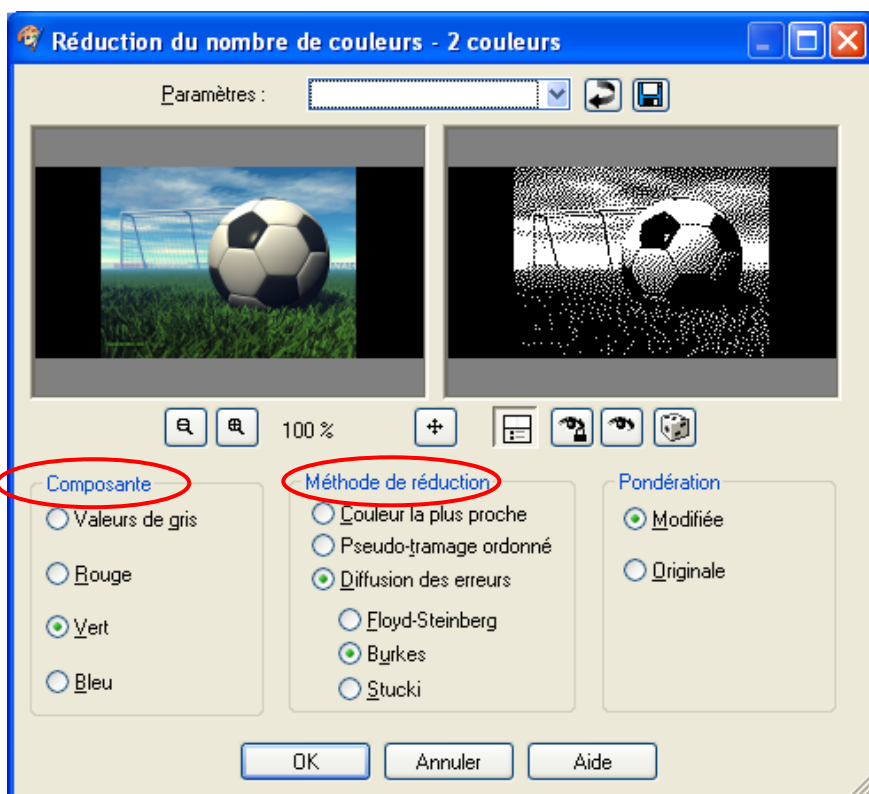 Réduction du nombre de couleurs - 2 couleurs
Paramètres :
100 %
Composante
Valeurs de gris
Rouge
Vert
Bleu
Méthode de réduction
Couleur la plus proche
Pseudo-tramage ordonné
Diffusion des erreurs
Floyd-Steinberg
Burkes
Stucki
Pondération
Modifiée
Originale
OK
Annuler
Aide